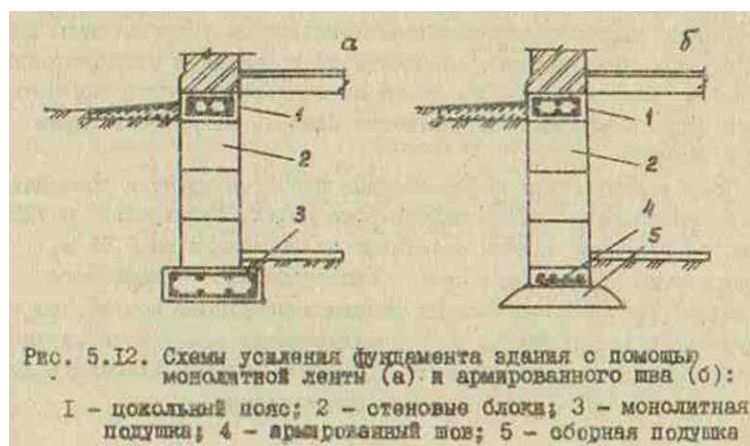 а
б
1
1
2
2
3
4
5
Рис. 5.12. Схемы усиления фундамента здания с помощью
монолитной ленты (а) и армированного шва (б):
I - цокольный пояс; 2 - стеновые блоки; 3 - монолитная
подушка; 4 - армированный шов; 5 - сборная подушка